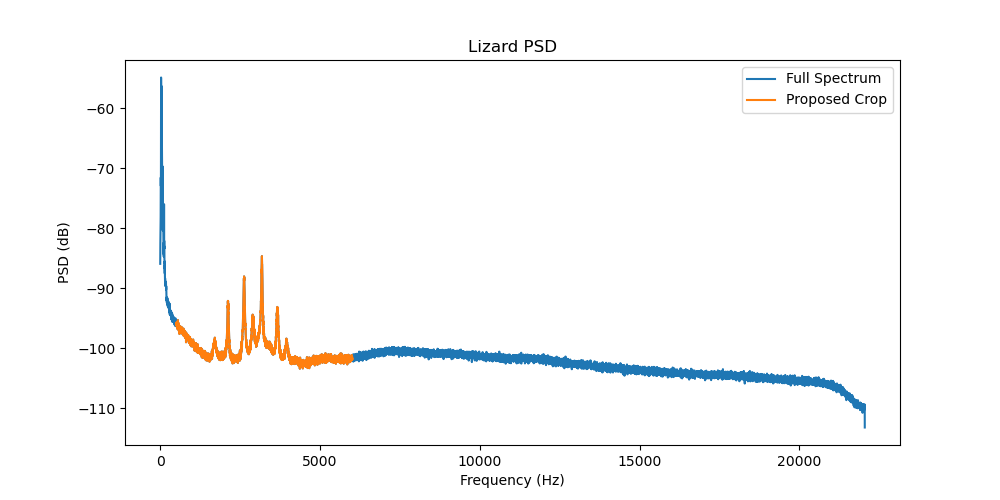 Lizard PSD
Full Spectrum
Proposed Crop
PSD (dB)
−60
−70
−80
−90
−100
−110
0
5000
10000
15000
20000
Frequency (Hz)